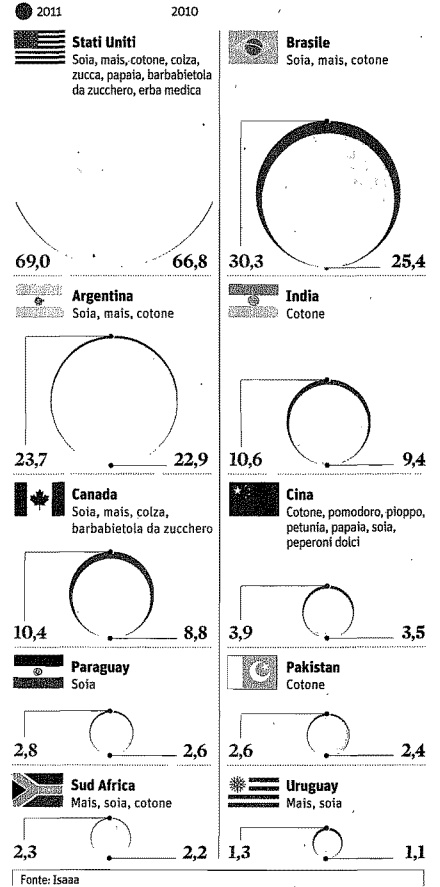 2011 2010
Stati Uniti
Soia, mais, cotone, colza,
zucca, papaia, barbabietola
da zucchero, erba medica
69,0 66,8
Brasile
Soia, mais, cotone
30,3 25,4
Argentina
Soia, mais, cotone
23,7 22,9
India
Cotone
10,6 9,4
Canada
Soia, mais, colza,
barbabietola da zucchero
10,4 8,8
Cina
Cotone, pomodoro, pioppo,
petunia, papaia, soia,
peperoni dolci
3,9 3,5
Paraguay
Soia
2,8 2,6
Pakistan
Cotone
2,6 2,4
Sud Africa
Mais, soia, cotone
2,3 2,2
Uruguay
Mais, soia
1,3 1,1
Fonte: Isaaa